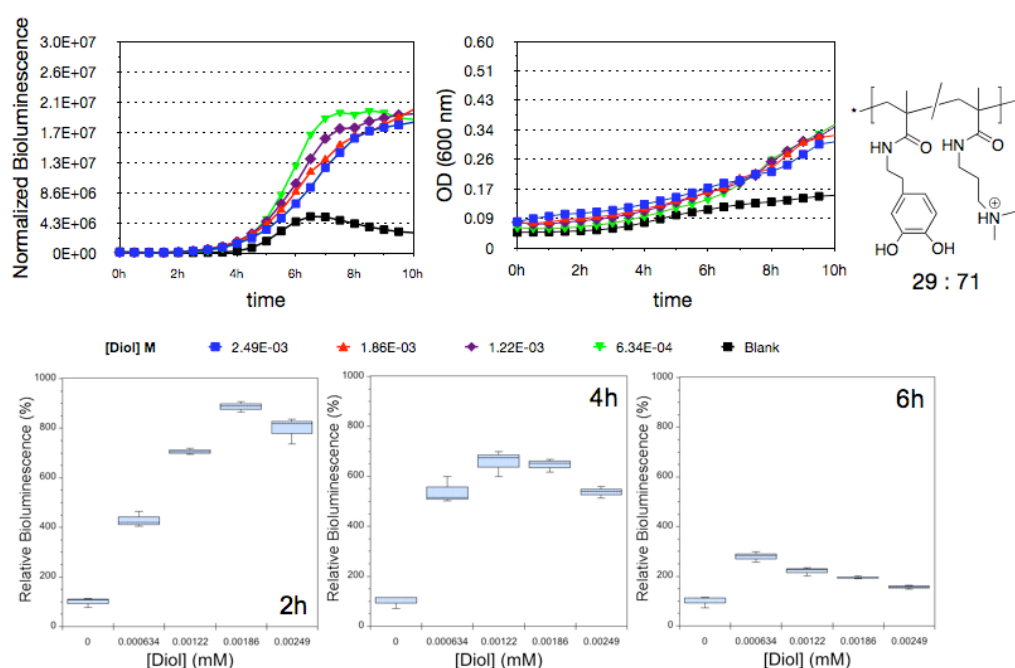 Normalized Bioluminescence
3.0E+07
2.6E+07
2.1E+07
1.7E+07
1.3E+07
8.6E+06
4.3E+06
0E+00
0h 2h 4h 6h 8h 10h
time
OD (600 nm)
0.60
0.51
0.43
0.34
0.26
0.17
0.09
0
0h 2h 4h 6h 8h 10h
time
* *
NH O NH O
HO OH
HN
⊕
29 : 71
[Diol] M 2.49E-03 1.86E-03 1.22E-03 6.34E-04 Blank
Relative Bioluminescence (%)
1000
800
600
400
200
0
2h
0 0.000634 0.00122 0.00186 0.00249
[Diol] (mM)
Relative Bioluminescence (%)
1000
800
600
400
200
0
4h
0 0.000634 0.00122 0.00186 0.00249
[Diol] (mM)
Relative Bioluminescence (%)
1000
800
600
400
200
0
6h
0 0.000634 0.00122 0.00186 0.00249
[Diol] (mM)